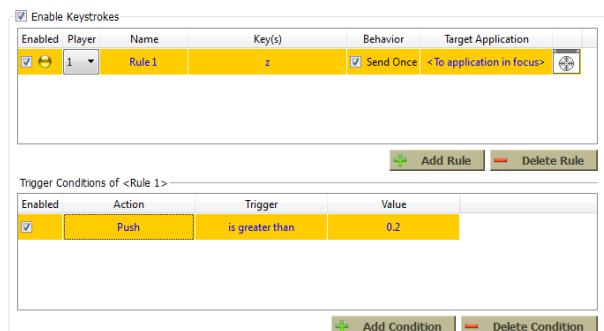 Enable Keystrokes
Enabled Player Name Key(s) Behavior Target Application
1 Rule 1 z Send Once <To application in focus>
Add Rule Delete Rule
Trigger Conditions of <Rule 1>
Enabled Action Trigger Value
Push is greater than 0.2
Add Condition Delete Condition